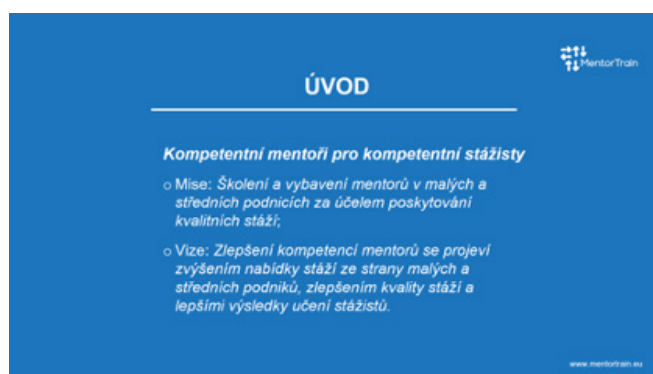 MentorTrain
ÚVOD
Kompetentní mentoři pro kompetentní stážisty
○ Mise: Školení a vybavení mentorů v malých a
středních podnicích za účelem poskytování
kvalitních stáží;
○ Vize: Zlepšení kompetencí mentorů se projeví
zvýšením nabídky stáží ze strany malých a
středních podniků, zlepšením kvality stáží a
lepšími výsledky učení stážistů.
www.mentortrain.eu